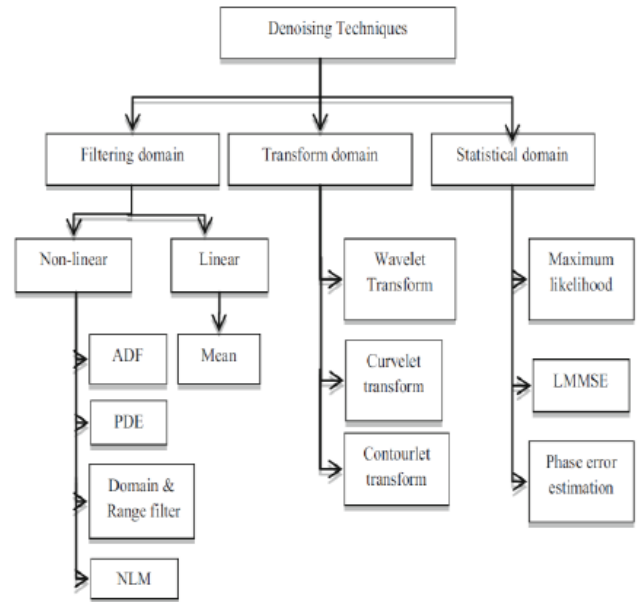 Denoising Techniques
Filtering domain
Transform domain
Statistical domain
Non-linear
Linear
Wavelet
Transform
Maximum
likelihood
ADF
Mean
Curvelet
transform
LMMSE
PDE
Contourlet
transform
Phase error
estimation
Domain &
Range filter
NLM